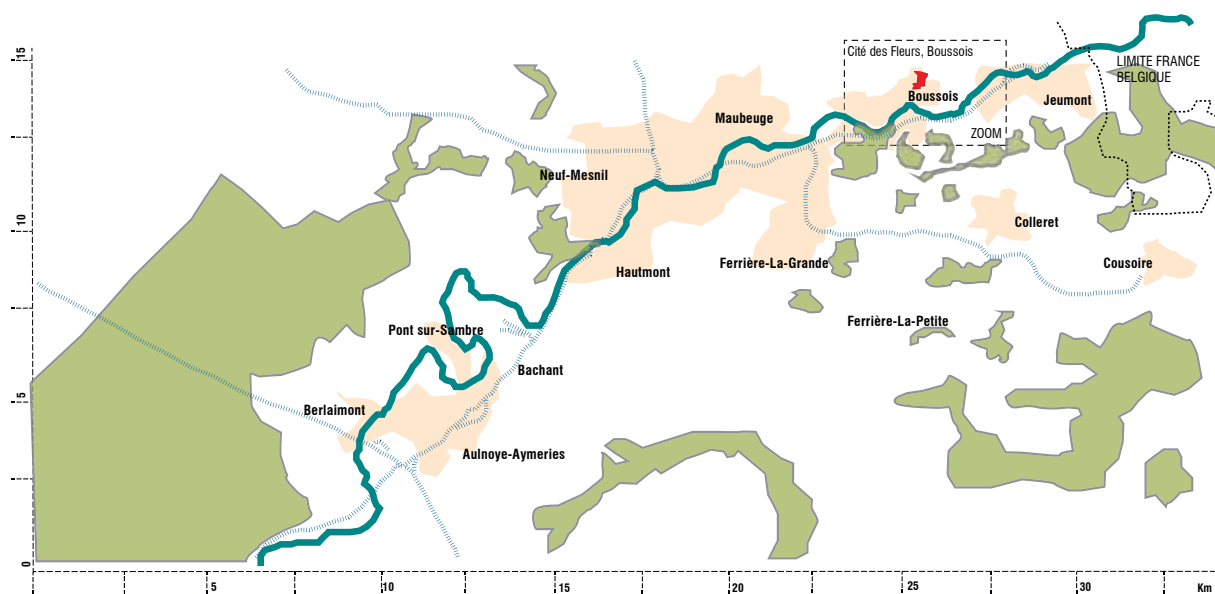 15
Cité des Fleurs, Boussois
LIMITE FRANCE
BELGIQUE
Boussois
Jeumont
Maubeuge
ZOOM
Neuf-Mesnil
10
Colleret
Hautmont
Ferrière-La-Grande
Cousoire
Pont sur-Sambre
Ferrière-La-Petite
Bachant
5
Berlaimont
Aulnoye-Aymeries
0
5
10
15
20
25
30
Km